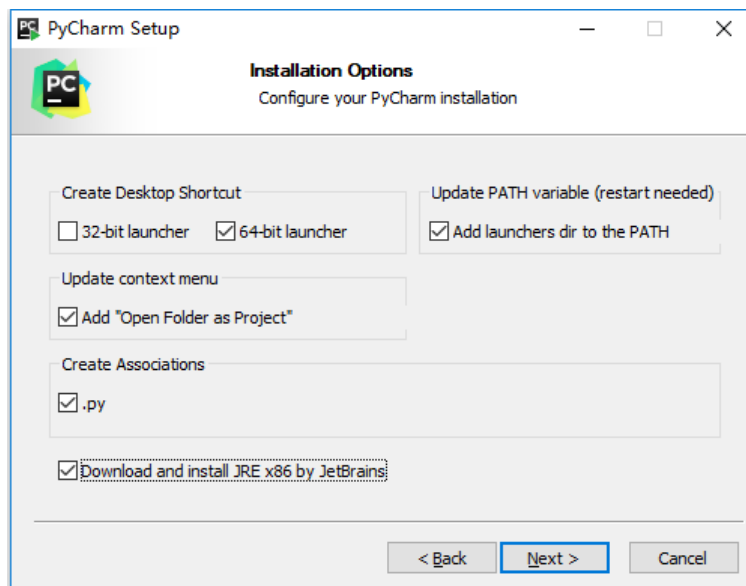 PyCharm Setup
PC
Installation Options
Configure your PyCharm installation
Create Desktop Shortcut
32-bit launcher
64-bit launcher
Update PATH variable (restart needed)
Add launchers dir to the PATH
Update context menu
Add "Open Folder as Project"
Create Associations
.py
Download and install JRE x86 by JetBrains
< Back
Next >
Cancel